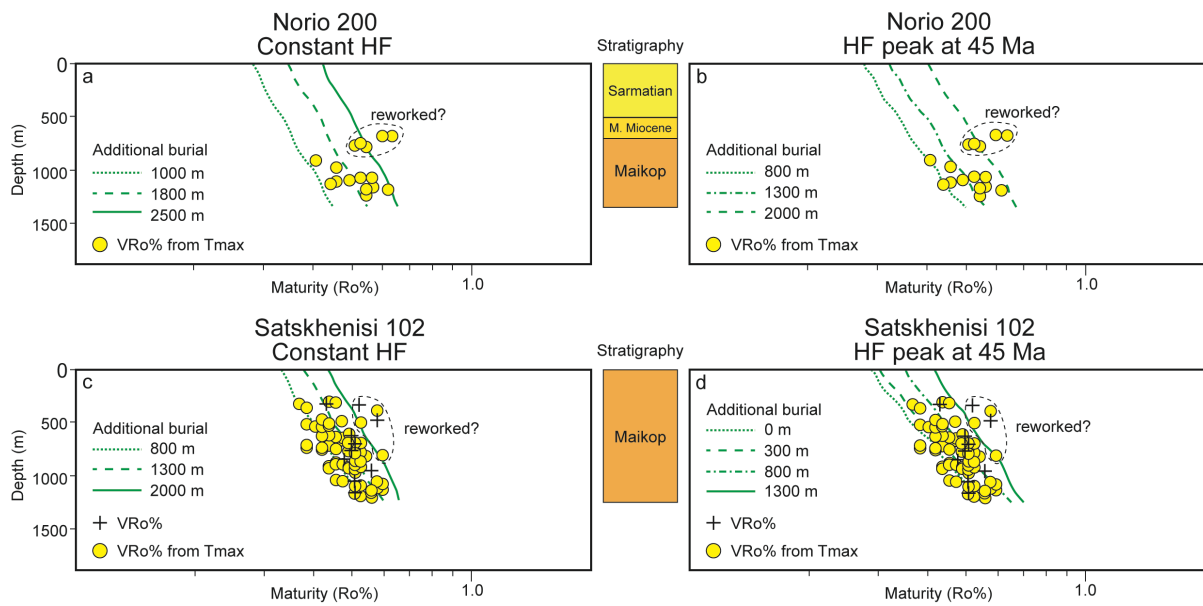 Norio 200
Constant HF
Stratigraphy
Norio 200
HF peak at 45 Ma
a
0
500
1000
1500
Depth (m)
reworked?
Additional burial
1000 m
1800 m
2500 m
VRo% from Tmax
1.0
Maturity (Ro%)
Sarmatian
M. Miocene
Maikop
b
reworked?
Additional burial
800 m
1300 m
2000 m
VRo% from Tmax
1.0
Maturity (Ro%)
Satskhenisi 102
Constant HF
Stratigraphy
Satskhenisi 102
HF peak at 45 Ma
c
0
500
1000
1500
Depth (m)
reworked?
Additional burial
800 m
1300 m
2000 m
VRo%
VRo% from Tmax
1.0
Maturity (Ro%)
Maikop
d
reworked?
Additional burial
0 m
300 m
800 m
1300 m
VRo%
VRo% from Tmax
1.0
Maturity (Ro%)